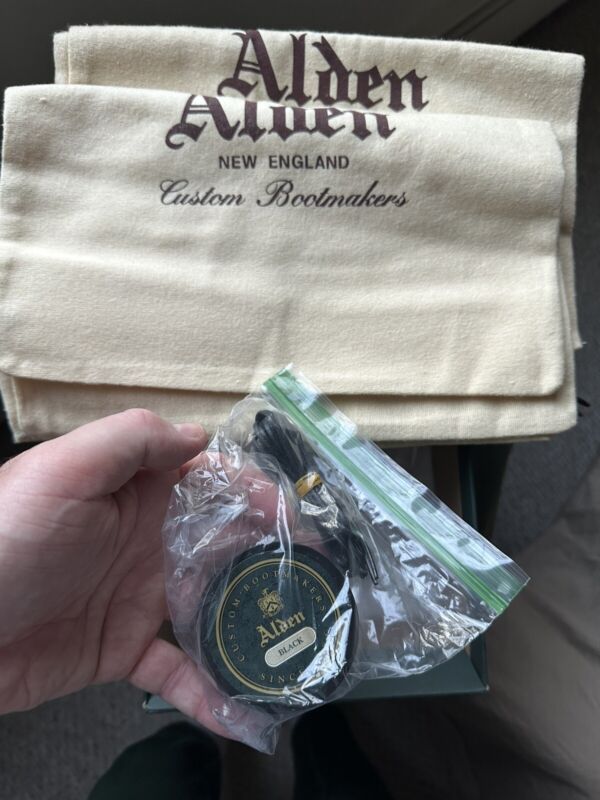 Alden
Alden
NEW ENGLAND
Custom Bootmakers
CUSTOM BOOTMAKERS
Alden
BLACK
SINCE